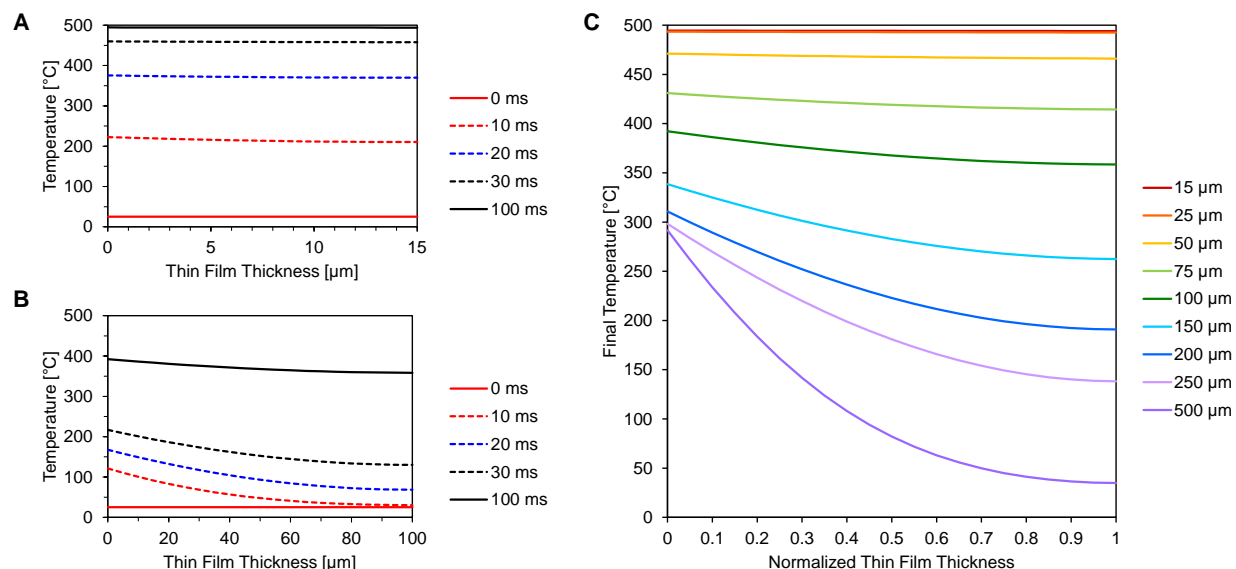 A
500
400
300
200
100
0
Temperature [°C]
0
5
10
15
Thin Film Thickness [µm]
0 ms
10 ms
20 ms
30 ms
100 ms
B
500
400
300
200
100
0
Temperature [°C]
0
20
40
60
80
100
Thin Film Thickness [µm]
0 ms
10 ms
20 ms
30 ms
100 ms
C
500
450
400
350
300
250
200
150
100
50
0
Final Temperature [°C]
0
0.1
0.2
0.3
0.4
0.5
0.6
0.7
0.8
0.9
1
Normalized Thin Film Thickness
15 µm
25 µm
50 µm
75 µm
100 µm
150 µm
200 µm
250 µm
500 µm